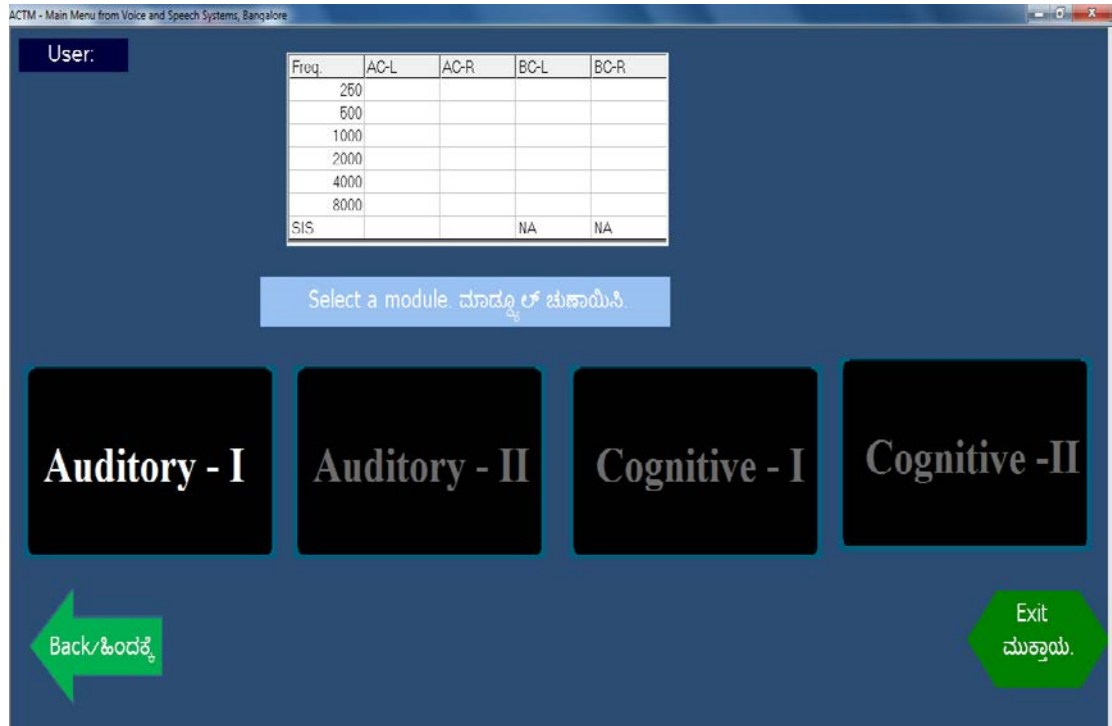 ACTM - Main Menu from Voice and Speech Systems, Bangalore
User:
Freq. AC-L AC-R BC-L BC-R
250
500
1000
2000
4000
8000
SIS NA NA
Select a module. ಮಾಡ್ಯೂಲ್ ಚುಣಾಯಿಸಿ.
Auditory - I Auditory - II Cognitive - I Cognitive -II
Back/ಹಿಂದಕ್ಕೆ
Exit
ಮುಕ್ತಾಯ.